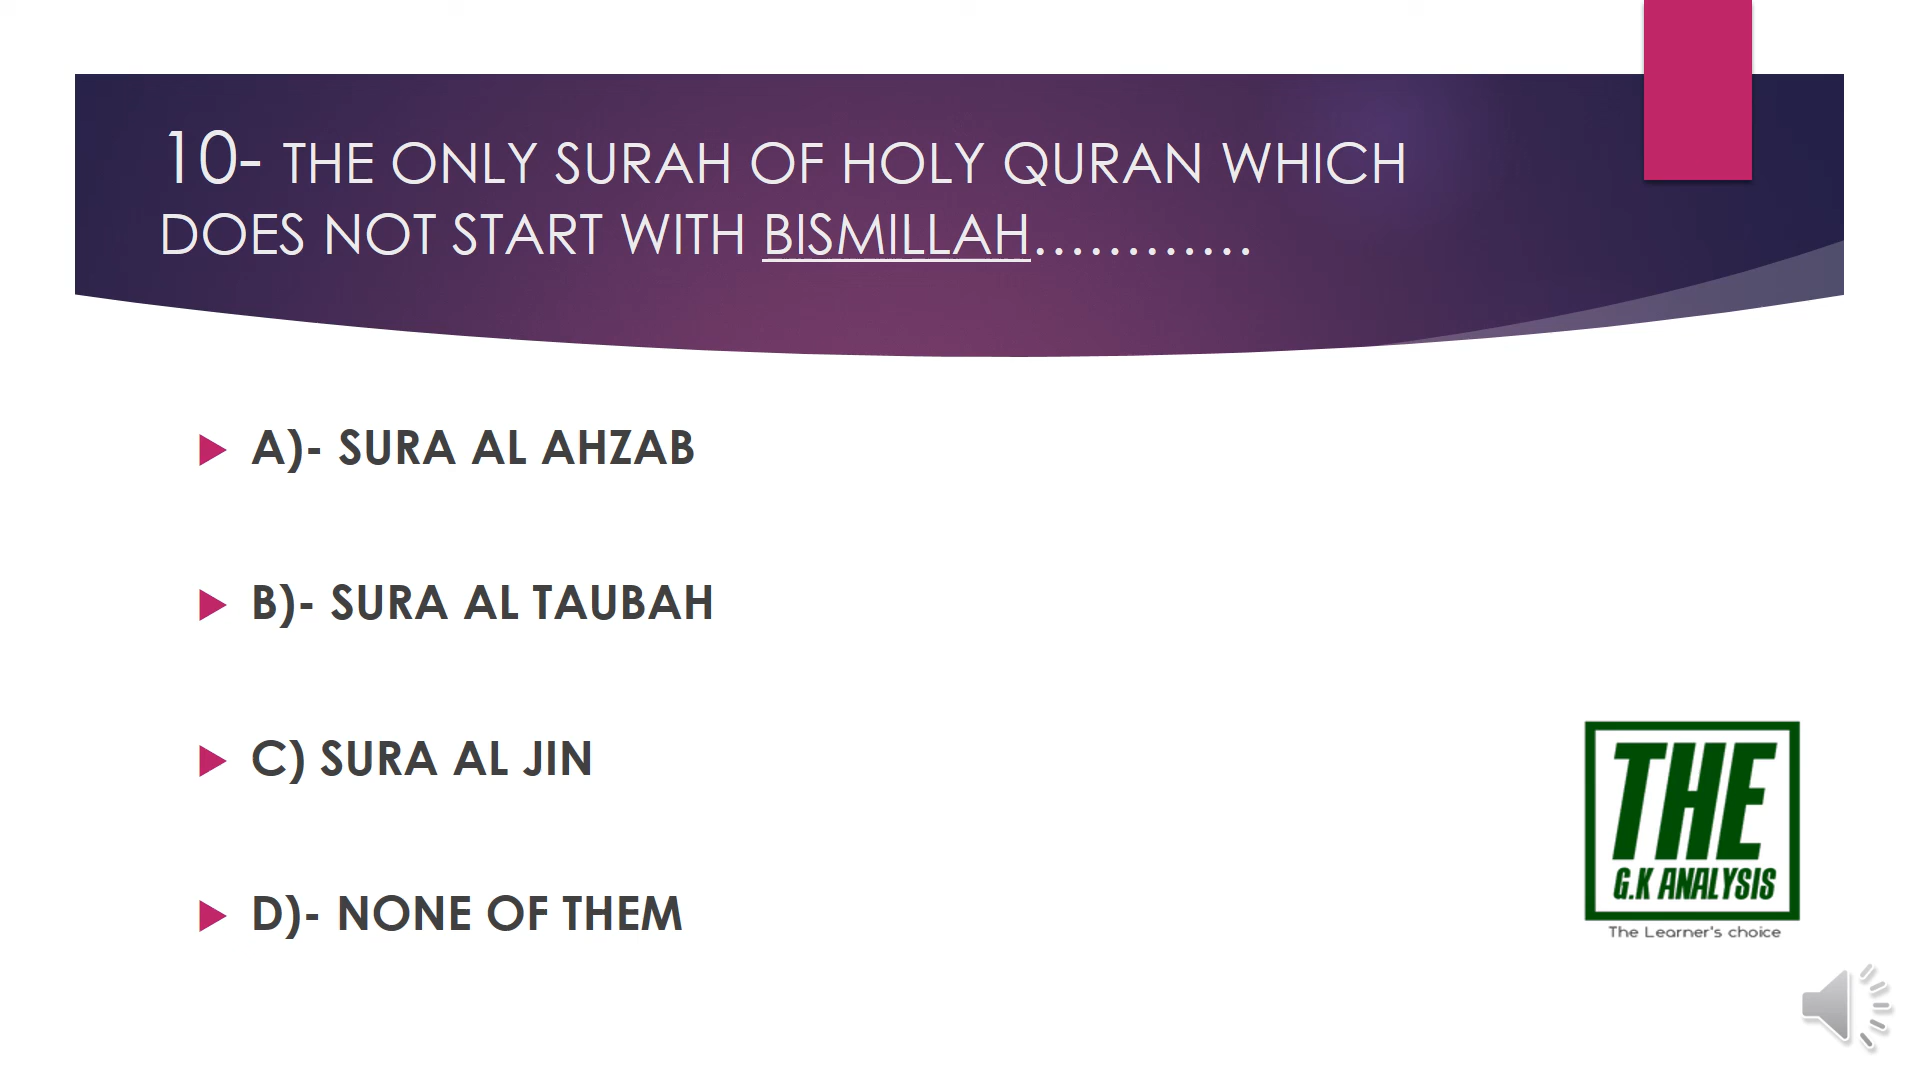 10- THE ONLY SURAH OF HOLY QURAN WHICH
DOES NOT START WITH BISMILLAH............
A)- SURA AL AHZAB
B)- SURA AL TAUBAH
C) SURA AL JIN
D)- NONE OF THEM
THE
G.K ANALYSIS
The Learner's choice